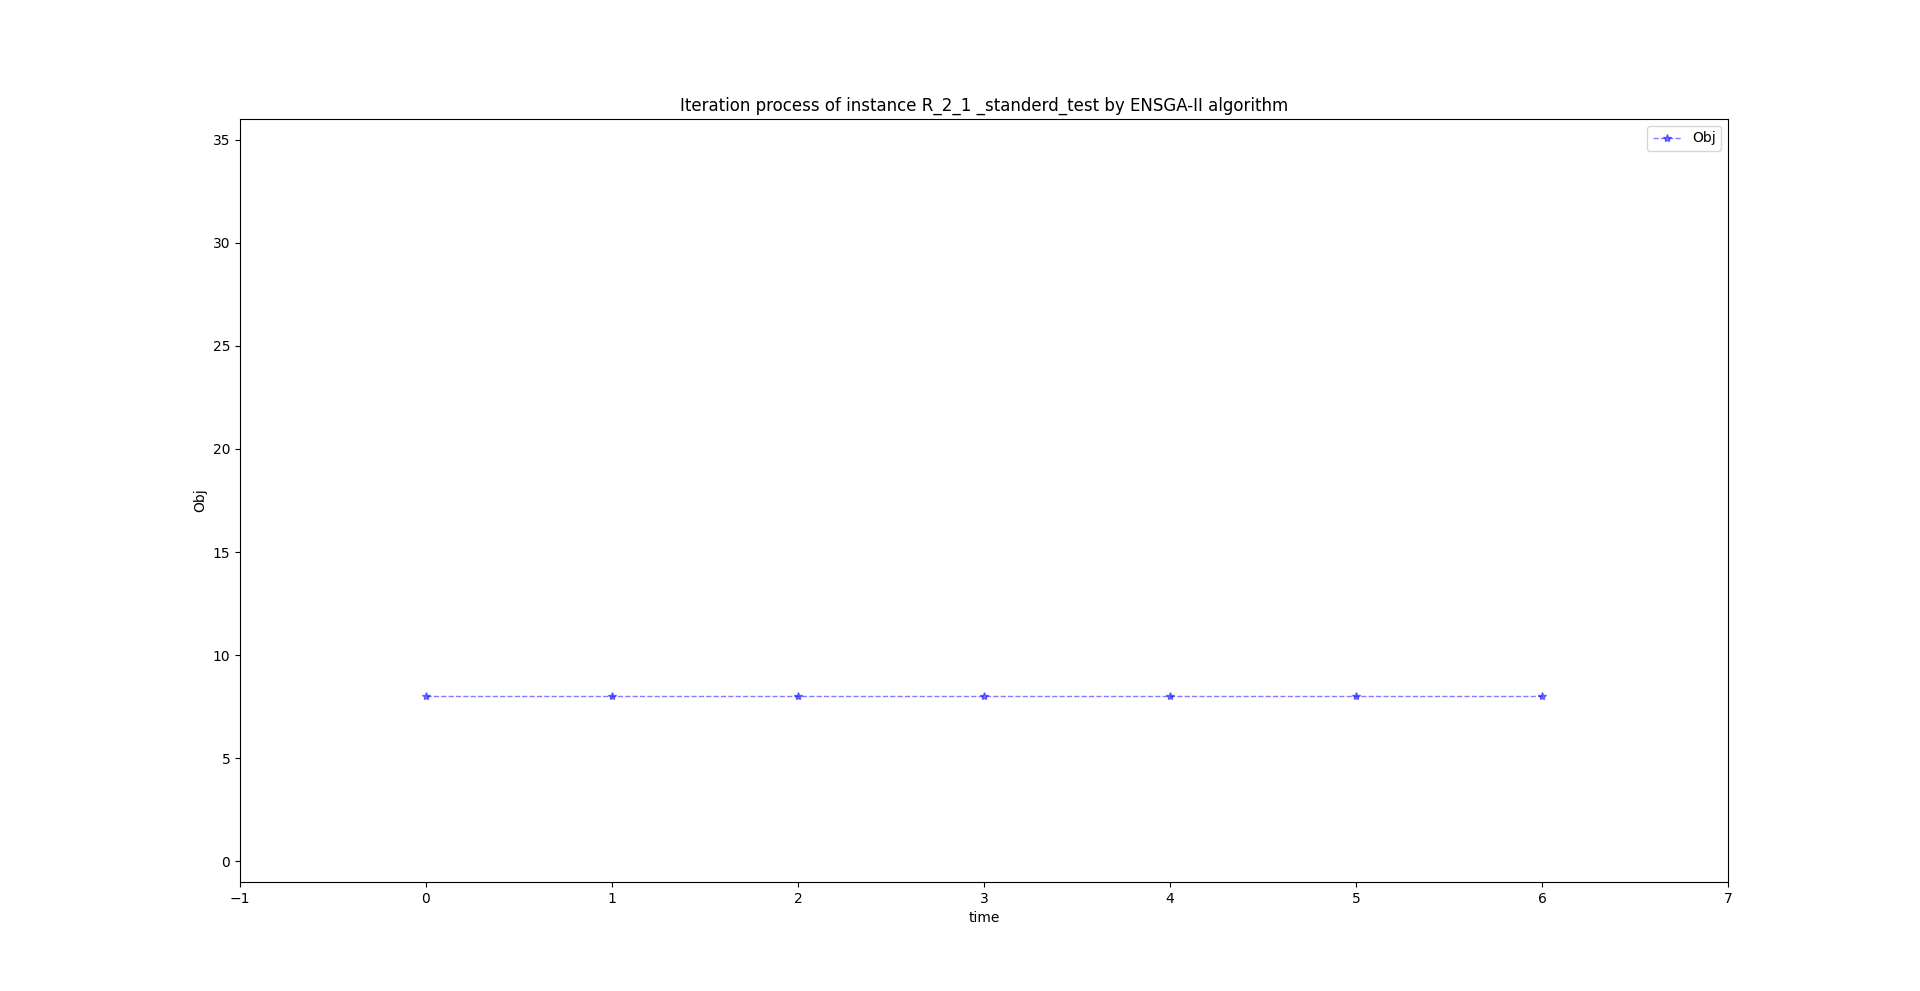 Iteration process of instance R_2_1 _standerd_test by ENSGA-II algorithm
Obj
35
30
25
20
15
10
5
0
Obj
−1 0 1 2 3 4 5 6 7
time